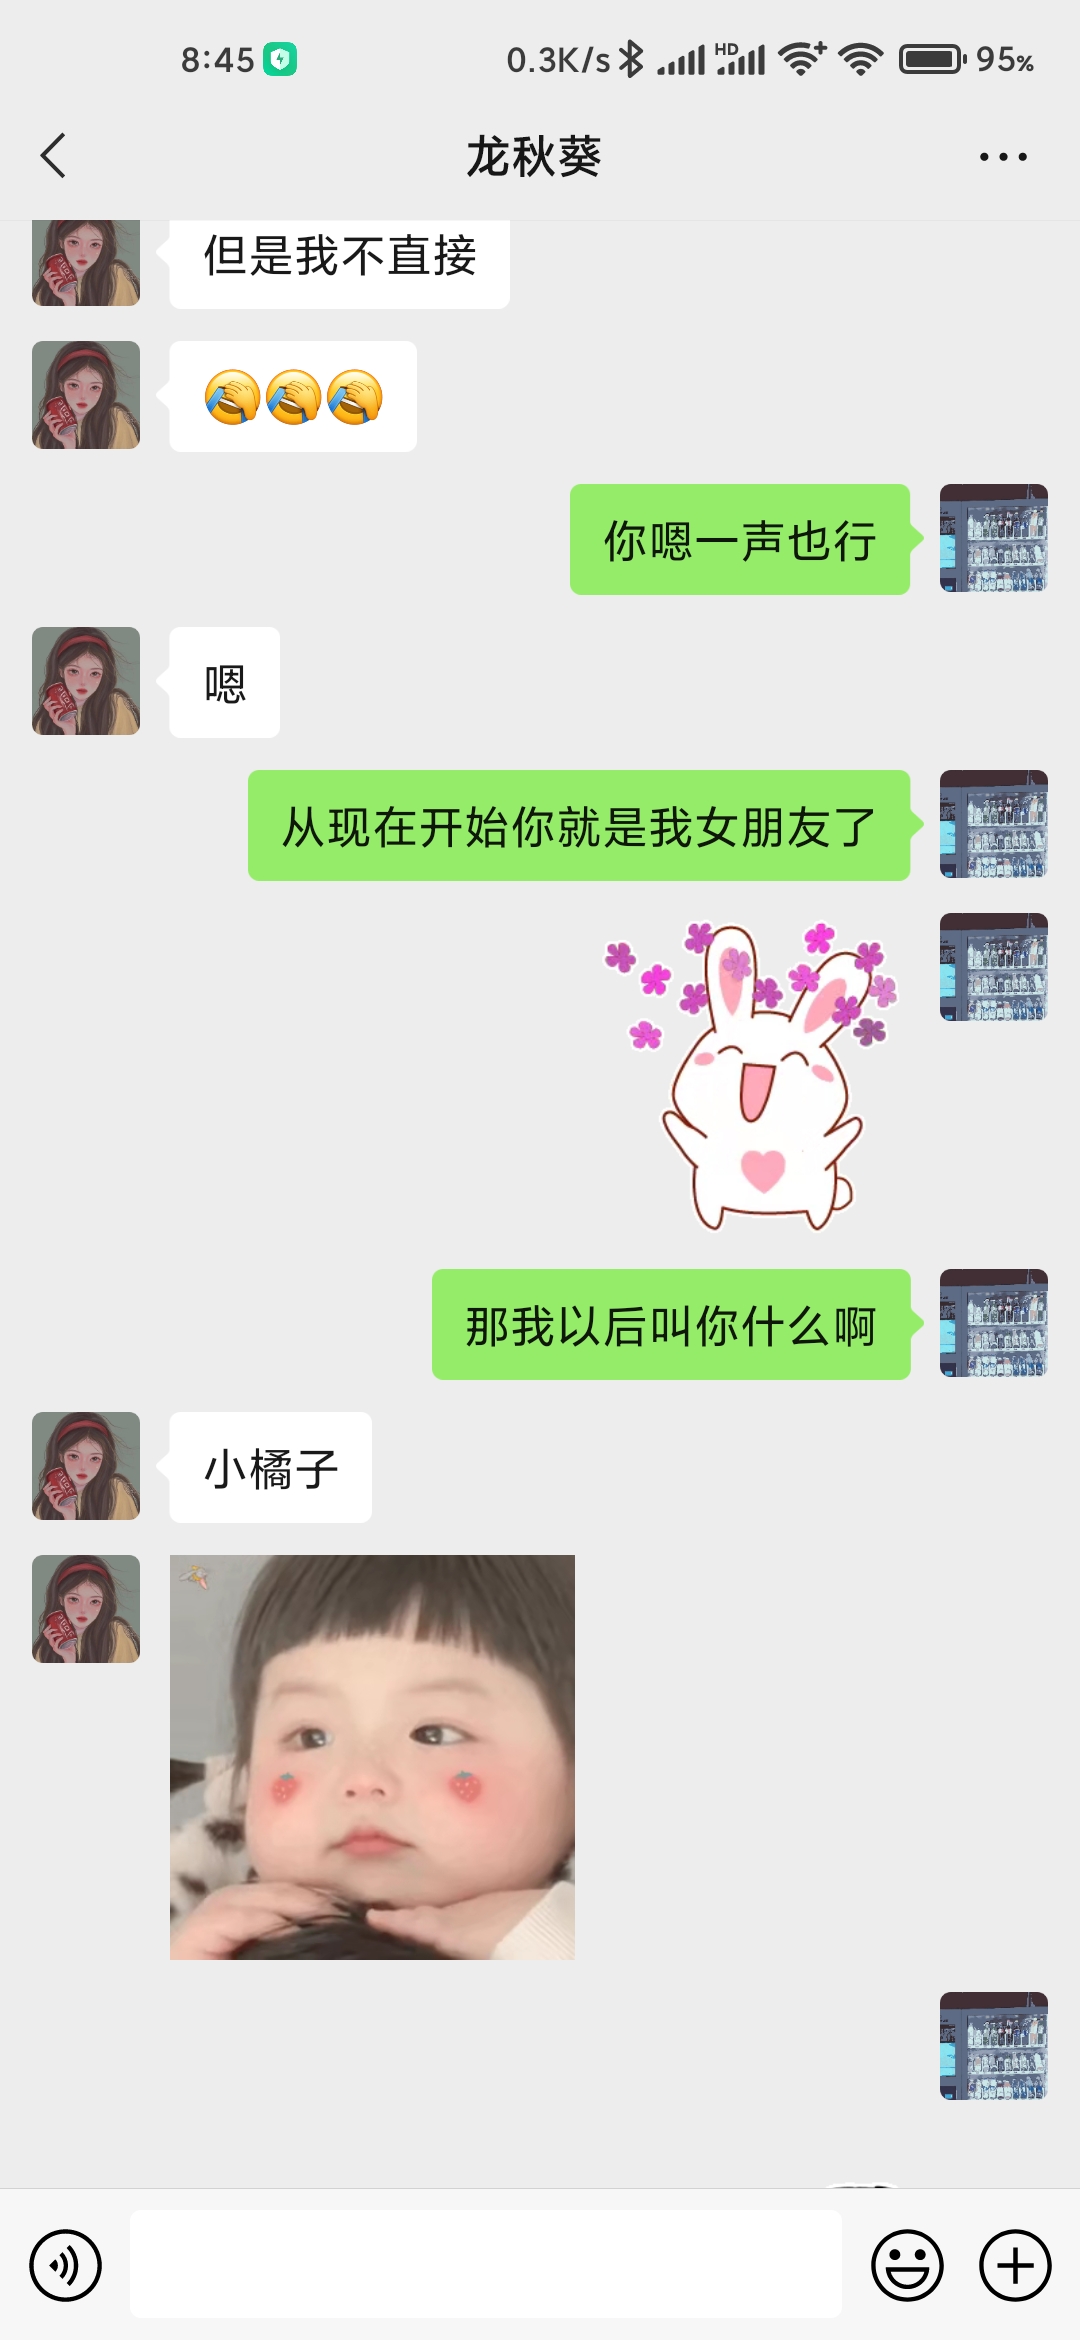 8:45
0.3K/s HD 95%
龙秋葵
但是我不直接
🤦🤦🤦
你嗯一声也行
嗯
从现在开始你就是我女朋友了
那我以后叫你什么啊
小橘子